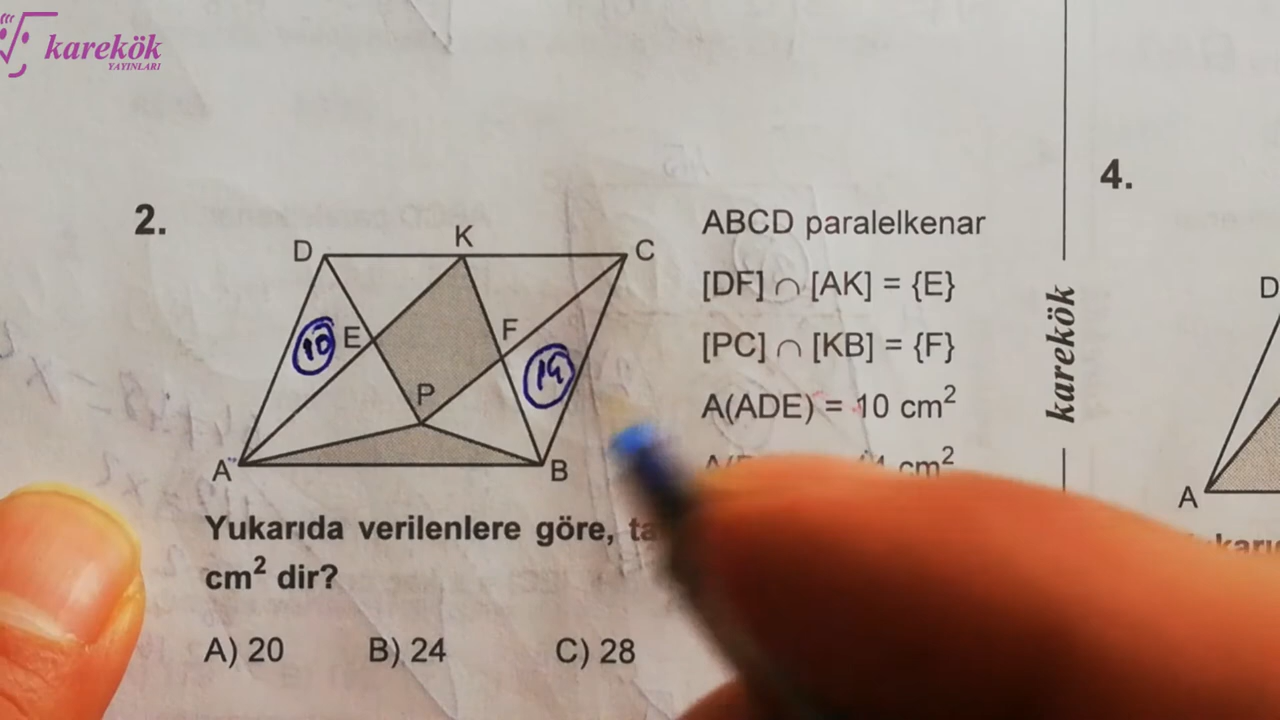 karekök
YAYINLARI
2.
D
K
C
E
F
P
A
B
10
14
ABCD paralelkenar
[DF] ∩ [AK] = {E}
[PC] ∩ [KB] = {F}
A(ADE) = 10 cm²
cm²
Yukarıda verilenlere göre,
cm² dir?
A) 20 B) 24 C) 28
karekök
4.
D
A